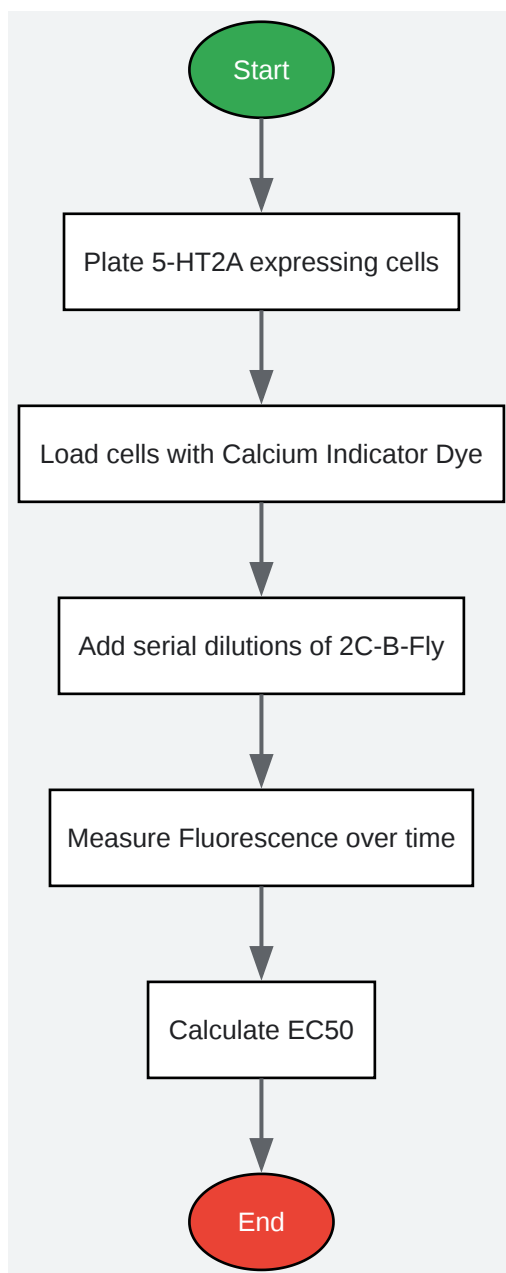 Start
Plate 5-HT2A expressing cells
Load cells with Calcium Indicator Dye
Add serial dilutions of 2C-B-Fly
Measure Fluorescence over time
Calculate EC50
End